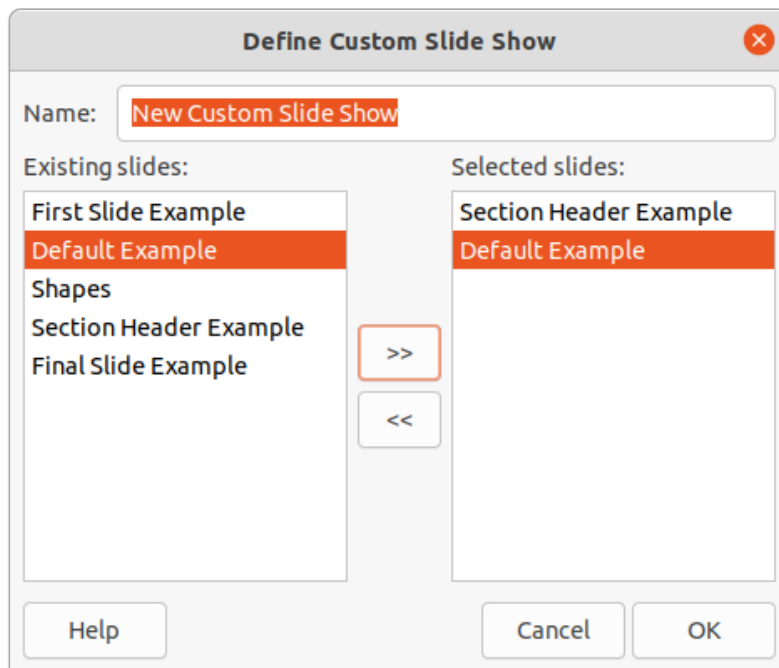 Define Custom Slide Show
Name: New Custom Slide Show
Existing slides:
First Slide Example
Default Example
Shapes
Section Header Example
Final Slide Example
>>
<<
Selected slides:
Section Header Example
Default Example
Help
Cancel
OK